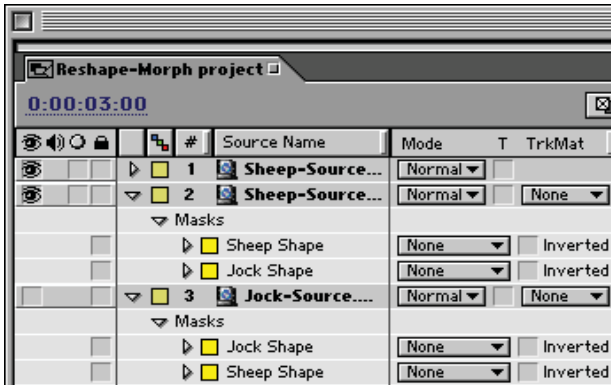 Reshape-Morph project
0:00:03:00
# Source Name Mode T TrkMat
1 Sheep-Source... Normal
2 Sheep-Source... Normal None
Masks
Sheep Shape None Inverted
Jock Shape None Inverted
3 Jock-Source.... Normal None
Masks
Jock Shape None Inverted
Sheep Shape None Inverted